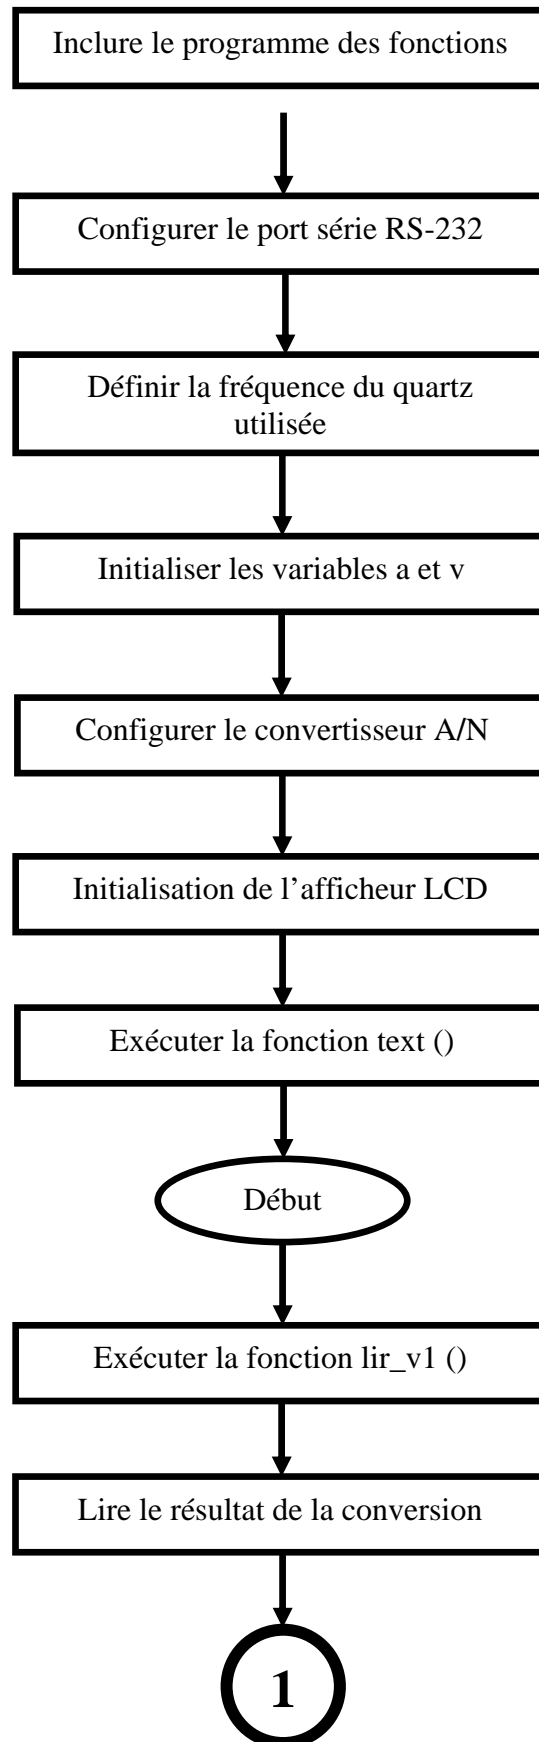 Inclure le programme des fonctions
Configurer le port série RS-232
Définir la fréquence du quartz
utilisée
Initialiser les variables a et v
Configurer le convertisseur A/N
Initialisation de l’afficheur LCD
Exécuter la fonction text ()
Début
Exécuter la fonction lir_v1 ()
Lire le résultat de la conversion
1